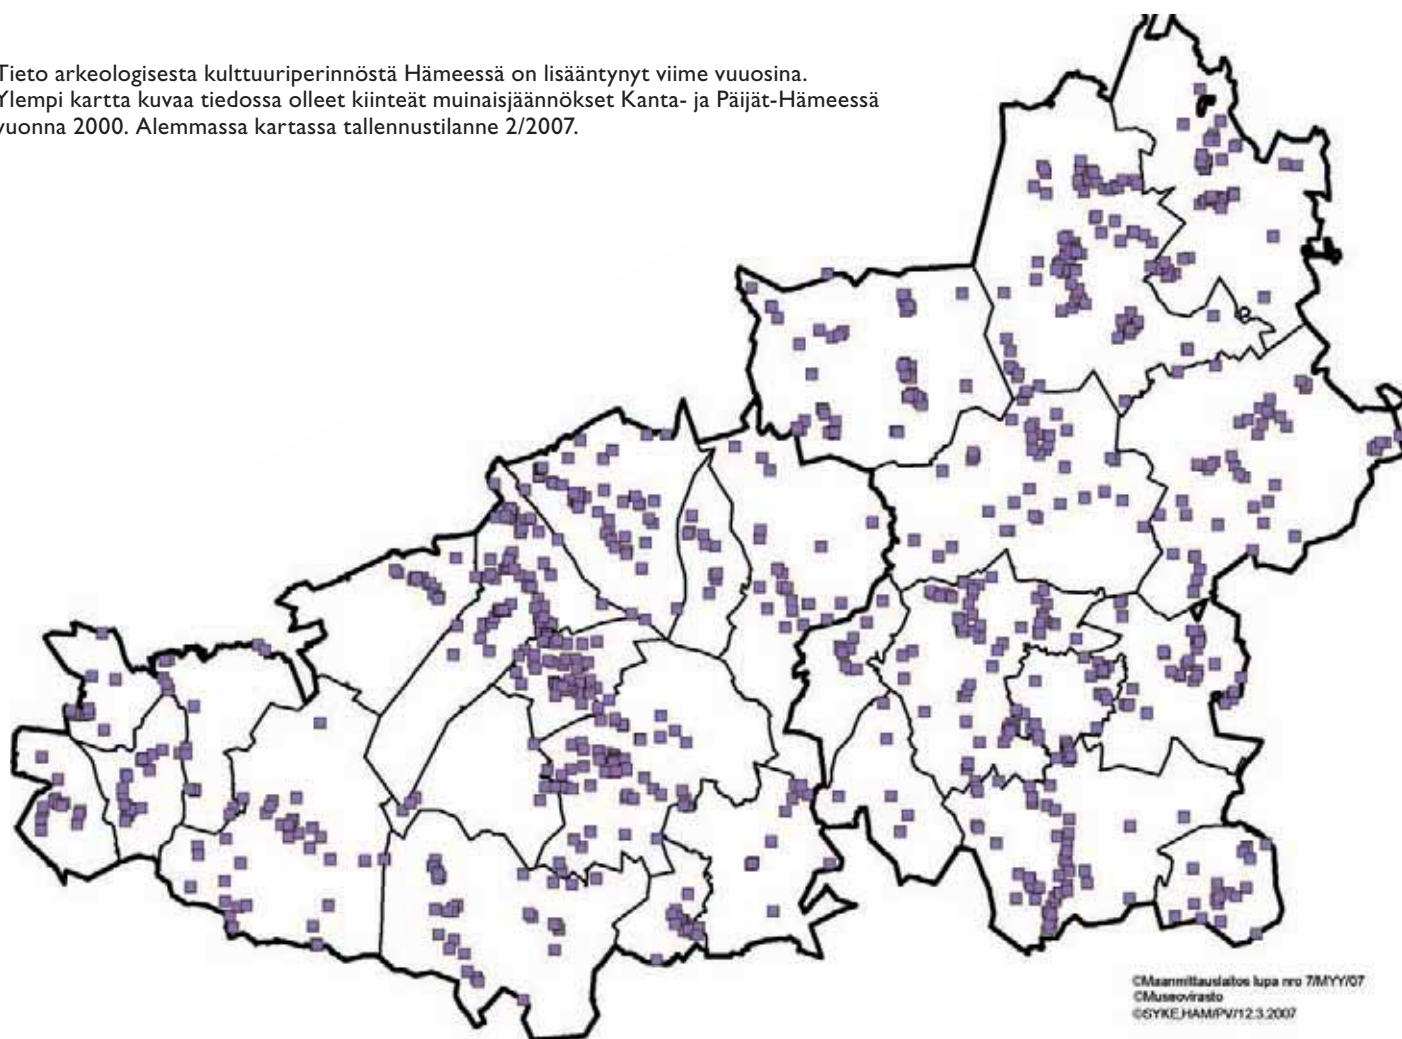 Tieto arkeologisesta kulttuuriperinnöstä Hämeessä on lisääntynyt viime vuuosina.
Ylempi kartta kuvaa tiedossa olleet kiinteät muinaisjäännökset Kanta- ja Päijät-Hämeessä
vuonna 2000. Alemmassa kartassa tallennustilanne 2/2007.
©Maanmittauslaitos lupa nro 7/MYY/07
©Museovirasto
©SYKE,HAM/PV/12.3.2007